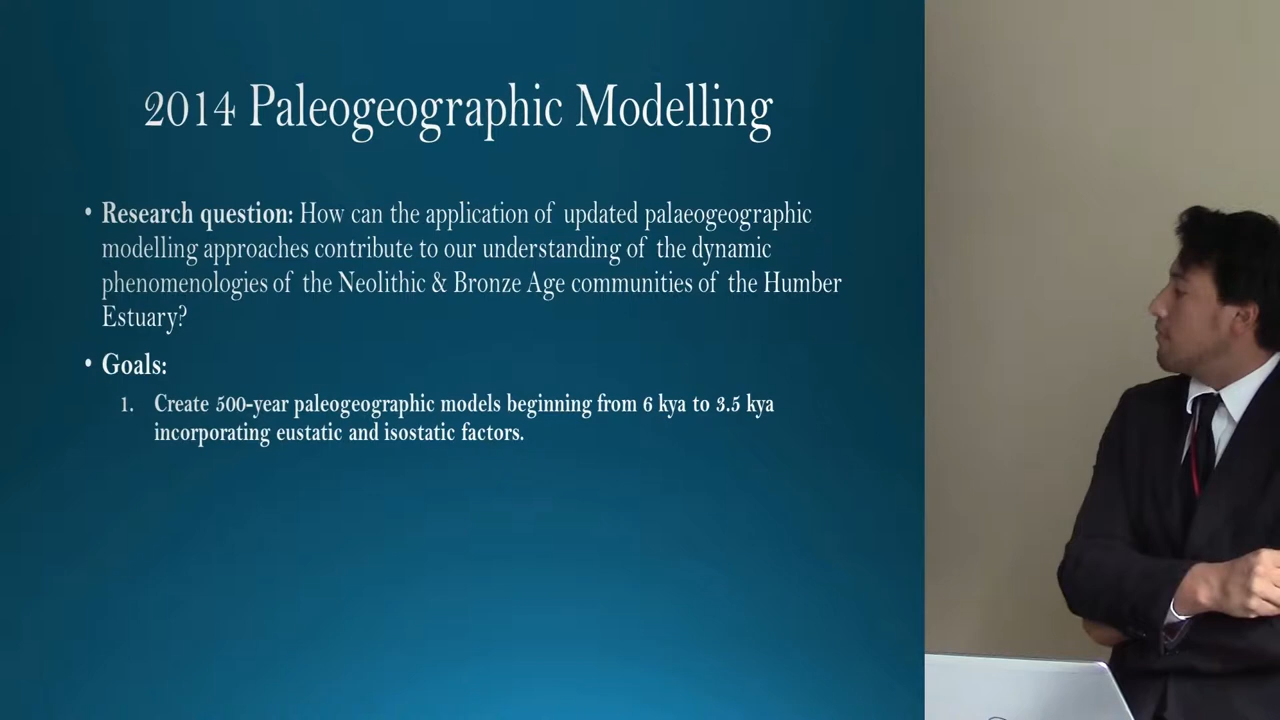 2014 Paleogeographic Modelling
• Research question: How can the application of updated palaeogeographic
modelling approaches contribute to our understanding of the dynamic
phenomenologies of the Neolithic & Bronze Age communities of the Humber
Estuary?
• Goals:
1. Create 500-year paleogeographic models beginning from 6 kya to 3.5 kya
incorporating eustatic and isostatic factors.